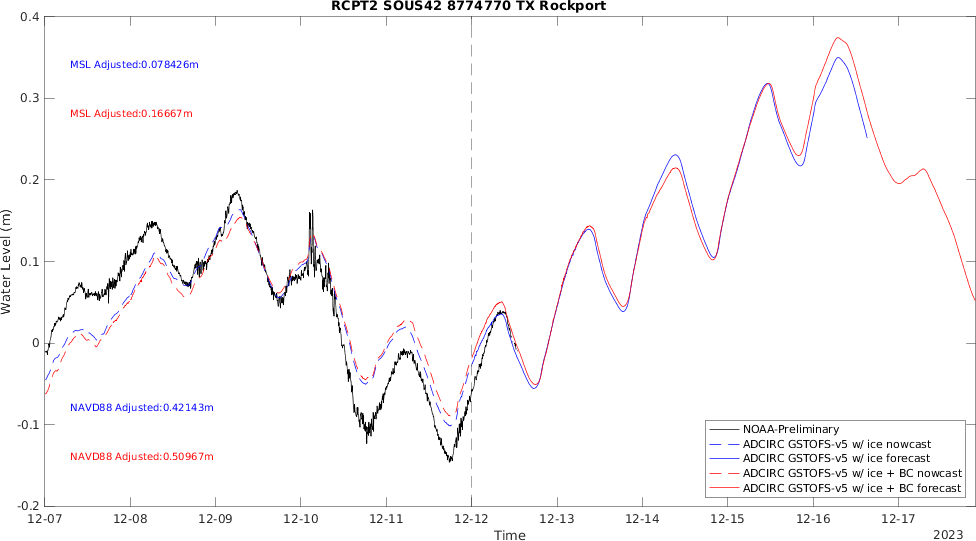 RCPT2 SOUS42 8774770 TX Rockport
0.4
0.3
0.2
0.1
0
-0.1
-0.2
Water Level (m)
MSL Adjusted:0.078426m
MSL Adjusted:0.16667m
NAVD88 Adjusted:0.42143m
NAVD88 Adjusted:0.50967m
NOAA-Preliminary
ADCIRC GSTOFS-v5 w/ ice nowcast
ADCIRC GSTOFS-v5 w/ ice forecast
ADCIRC GSTOFS-v5 w/ ice + BC nowcast
ADCIRC GSTOFS-v5 w/ ice + BC forecast
12-07 12-08 12-09 12-10 12-11 12-12 12-13 12-14 12-15 12-16 12-17
Time
2023